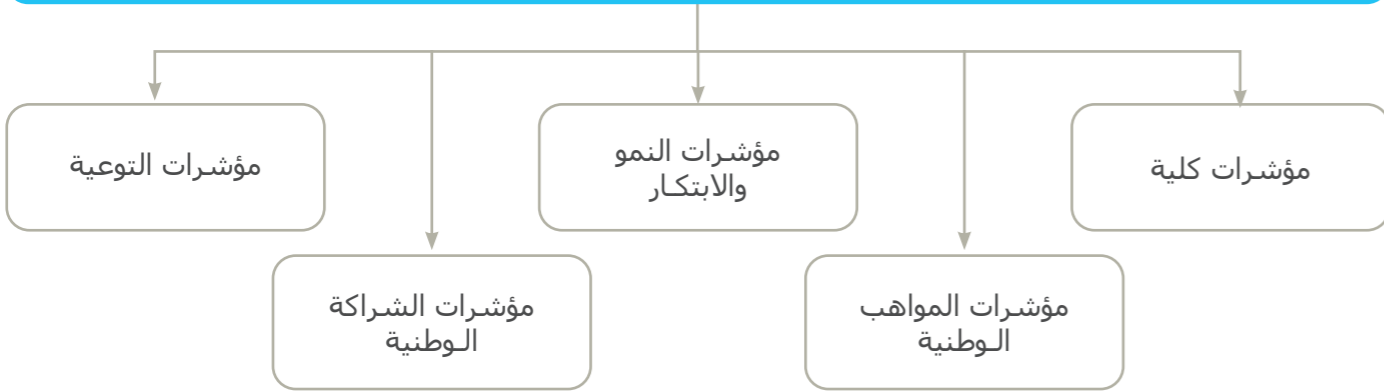 مؤشرات كلية
مؤشرات النمو
والابتكار
مؤشرات التوعية
مؤشرات المواهب
الوطنية
مؤشرات الشراكة
الوطنية